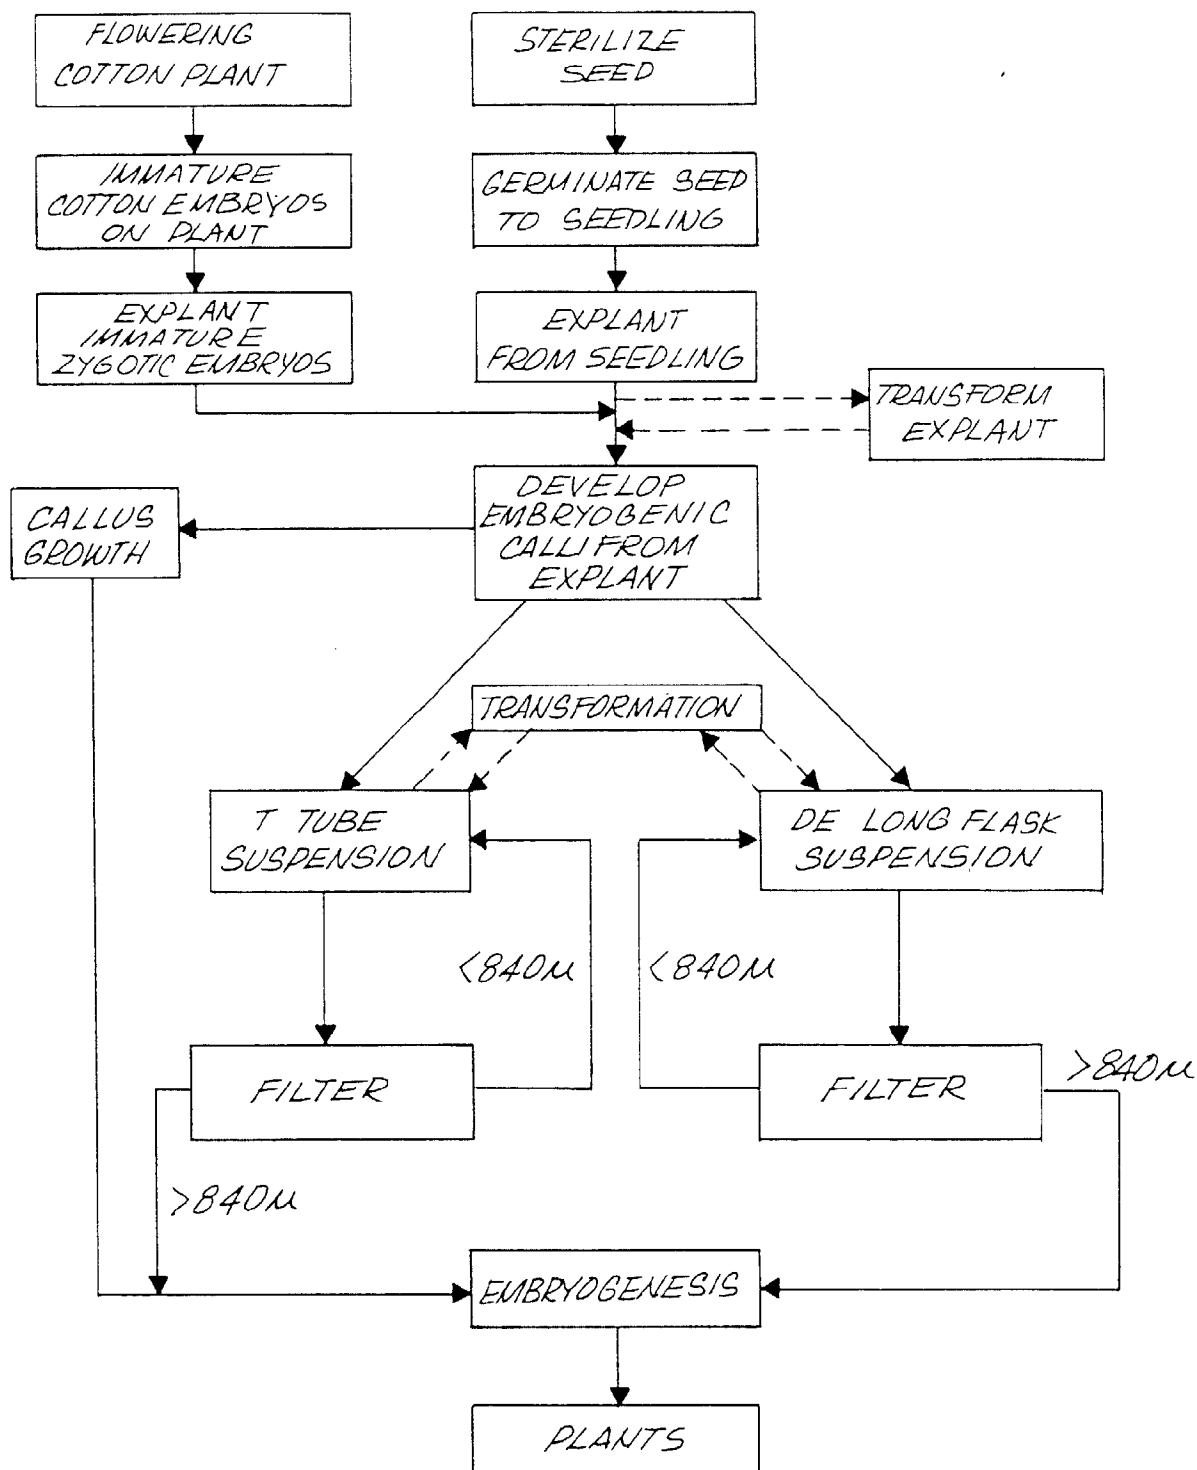 FLOWERING
COTTON PLANT
STERILIZE
SEED
IMMATURE
COTTON EMBRYOS
ON PLANT
GERMINATE SEED
TO SEEDLING
EXPLANT
IMMATURE
ZYGOTIC EMBRYOS
EXPLANT
FROM SEEDLING
TRANSFORM
EXPLANT
CALLUS
GROWTH
DEVELOP
EMBRYOGENIC
CALLI FROM
EXPLANT
TRANSFORMATION
T TUBE
SUSPENSION
DE LONG FLASK
SUSPENSION
<840μ
<840μ
FILTER
FILTER
>840μ
>840μ
EMBRYOGENESIS
PLANTS